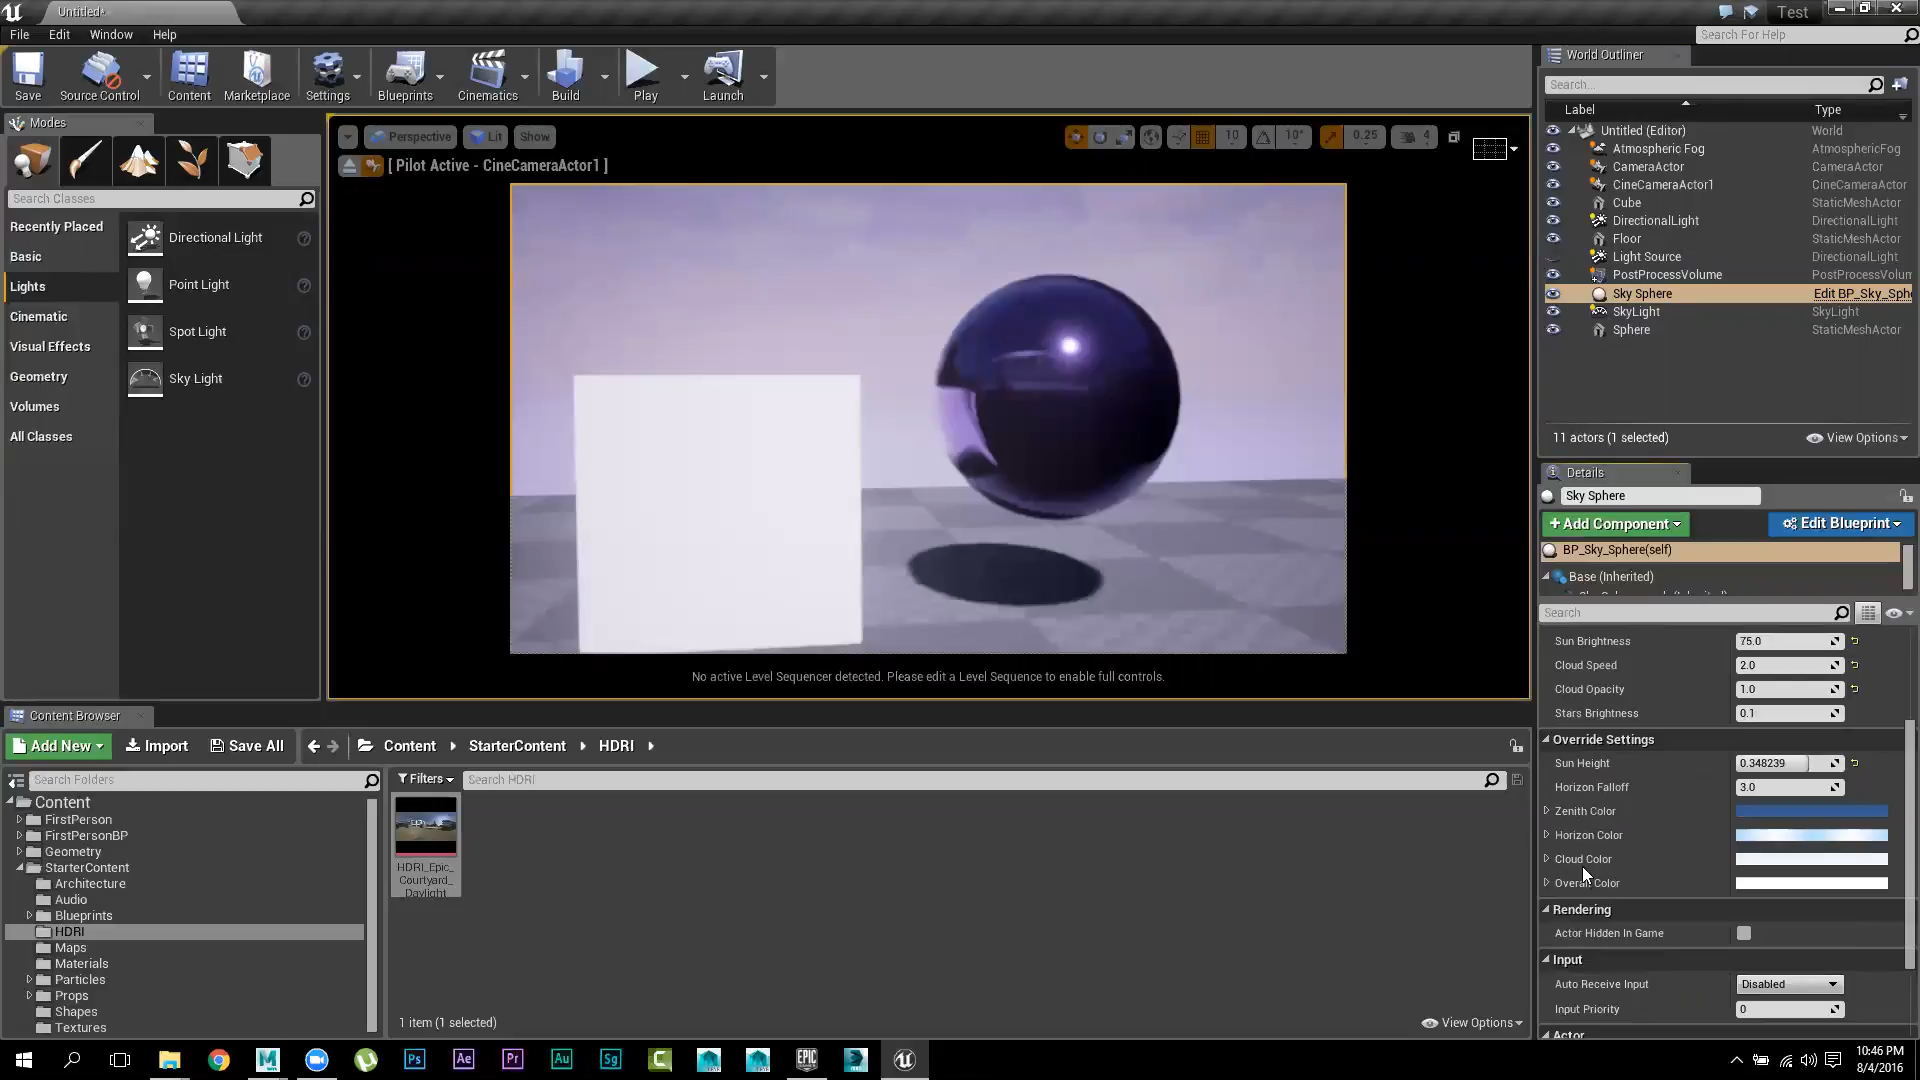 Untitled*
Test
File Edit Window Help
Search For Help
Save Source Control Content Marketplace Settings Blueprints Cinematics Build Play Launch
Modes
Search Classes
Recently Placed
Basic
Lights
Cinematic
Visual Effects
Geometry
Volumes
All Classes
Directional Light
Point Light
Spot Light
Sky Light
Perspective Lit Show
10 10° 0.25 4
[ Pilot Active - CineCameraActor1 ]
No active Level Sequencer detected. Please edit a Level Sequence to enable full controls.
World Outliner
Search...
Label Type
Untitled (Editor) World
Atmospheric Fog AtmosphericFog
CameraActor CameraActor
CineCameraActor1 CineCameraActor
Cube StaticMeshActor
DirectionalLight DirectionalLight
Floor StaticMeshActor
Light Source DirectionalLight
PostProcessVolume PostProcessVolum
Sky Sphere Edit BP_Sky_Sph
SkyLight SkyLight
Sphere StaticMeshActor
11 actors (1 selected) View Options
Details
Sky Sphere
+Add Component Edit Blueprint
BP_Sky_Sphere(self)
Base (Inherited)
Search
Sun Brightness 75.0
Cloud Speed 2.0
Cloud Opacity 1.0
Stars Brightness 0.1
Override Settings
Sun Height 0.348239
Horizon Falloff 3.0
Zenith Color
Horizon Color
Cloud Color
Overall Color
Rendering
Actor Hidden In Game
Input
Auto Receive Input Disabled
Input Priority 0
Actor
Content Browser
Add New Import Save All Content StarterContent HDRI
Search Folders
Filters Search HDRI
Content
FirstPerson
FirstPersonBP
Geometry
StarterContent
Architecture
Audio
Blueprints
HDRI
Maps
Materials
Particles
Props
Shapes
Textures
HDRI_Epic_
Courtyard_
Daylight
1 item (1 selected) View Options
Ps Ae Pr Au Sg C EPIC
10:46 PM
8/4/2016